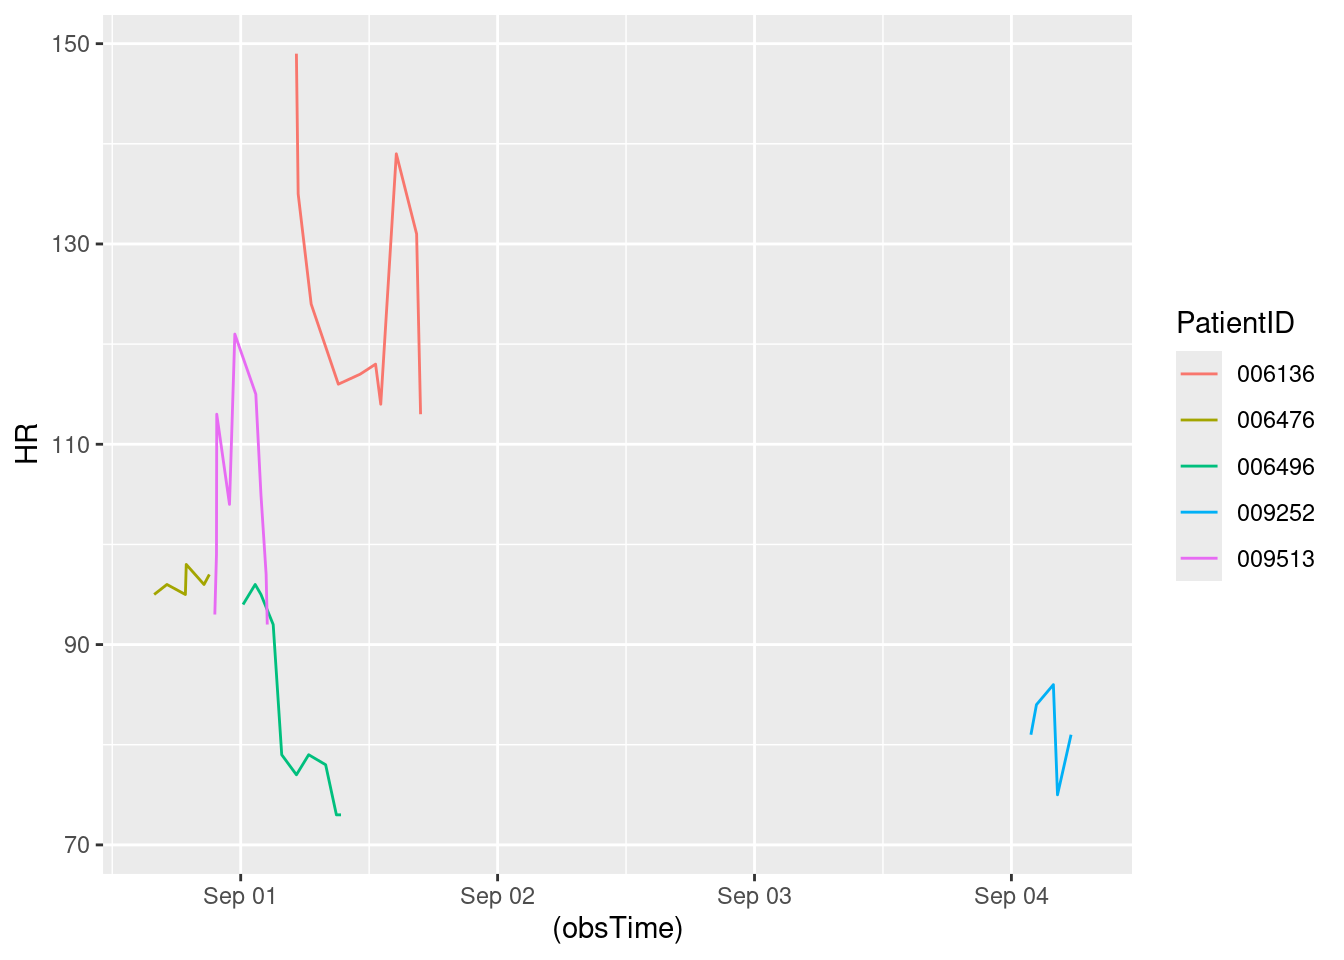 150
130
110
90
70
HR
Sep 01
Sep 02
Sep 03
Sep 04
(obsTime)
PatientID
006136
006476
006496
009252
009513